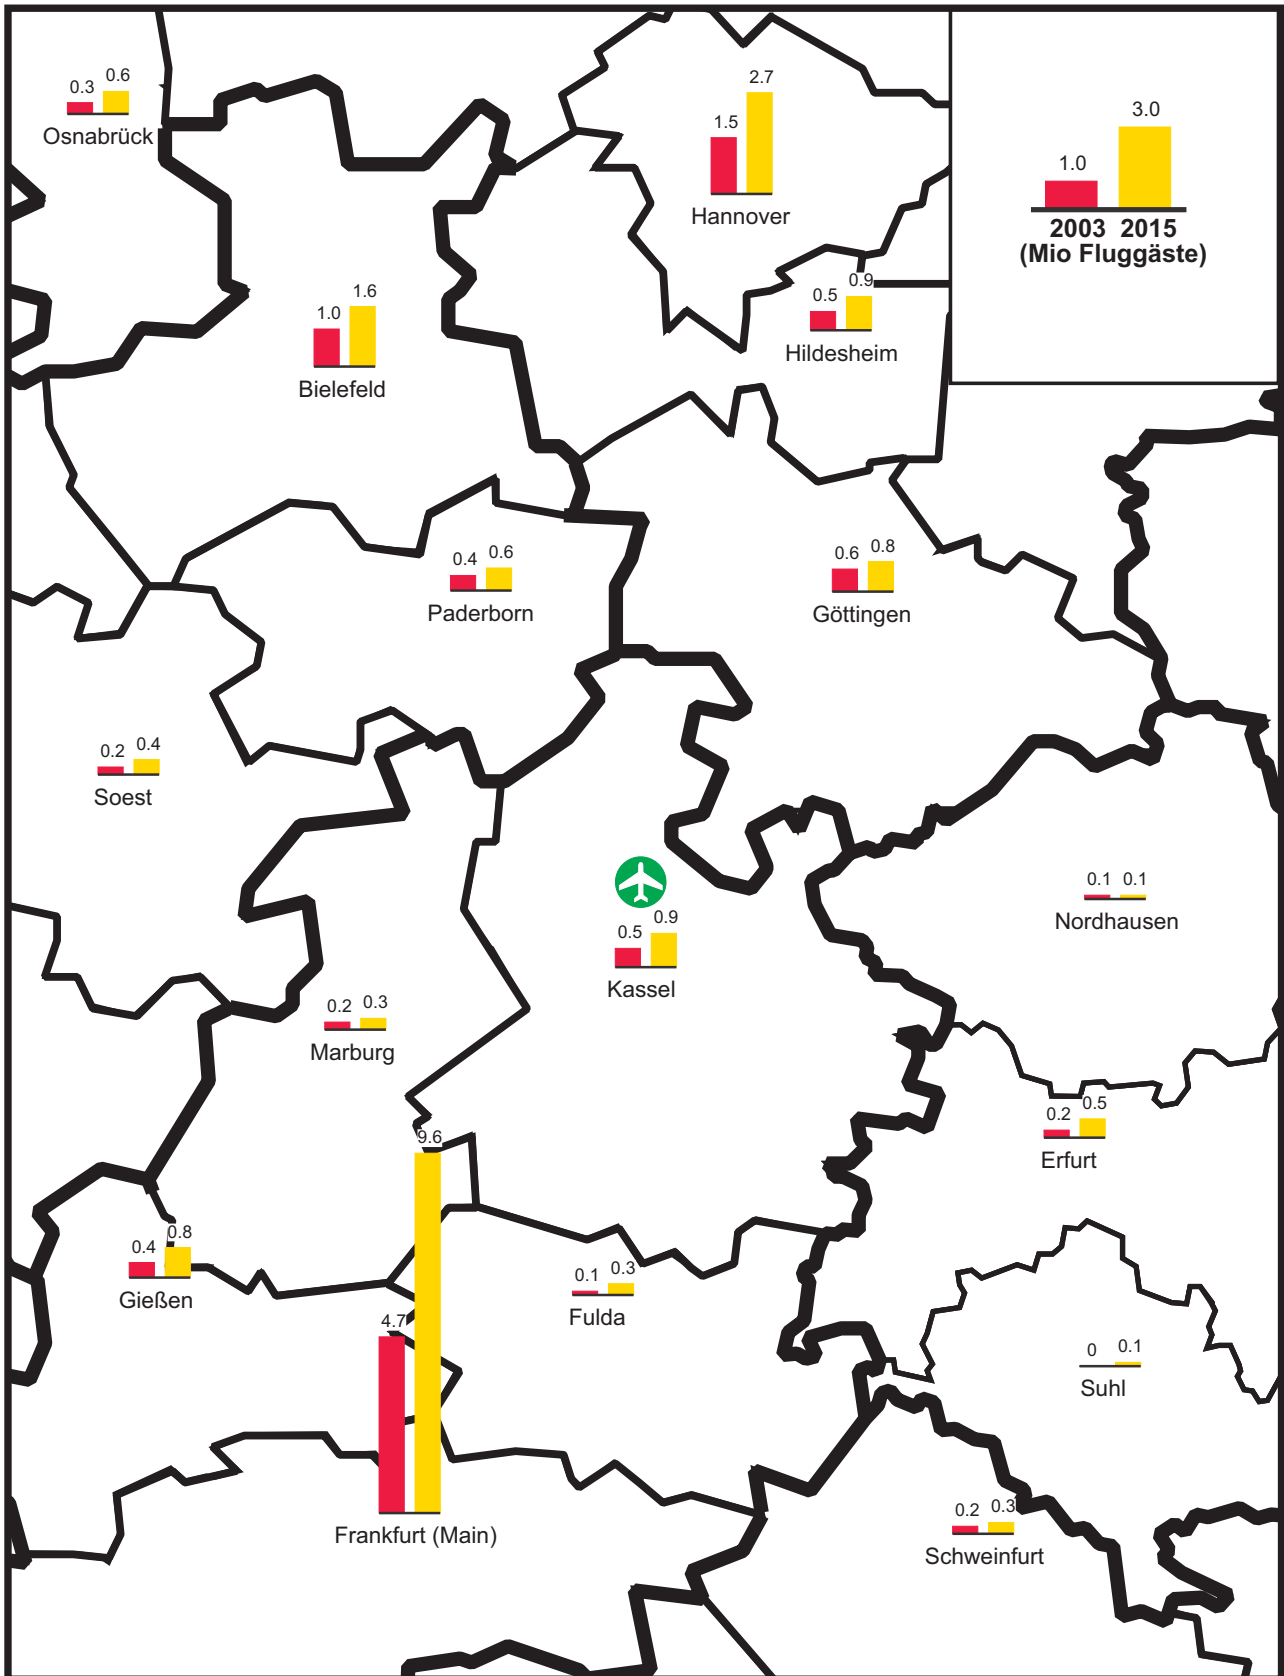 0.3 0.6
Osnabrück
1.5 2.7
Hannover
1.0 3.0
2003 2015
(Mio Fluggäste)
0.5 0.9
Hildesheim
1.0 1.6
Bielefeld
0.4 0.6
Paderborn
0.6 0.8
Göttingen
0.2 0.4
Soest
0.5 0.9
Kassel
0.1 0.1
Nordhausen
0.2 0.3
Marburg
0.2 0.5
Erfurt
0.4 0.8
Gießen
4.7 9.6
Frankfurt (Main)
0.1 0.3
Fulda
0 0.1
Suhl
0.2 0.3
Schweinfurt